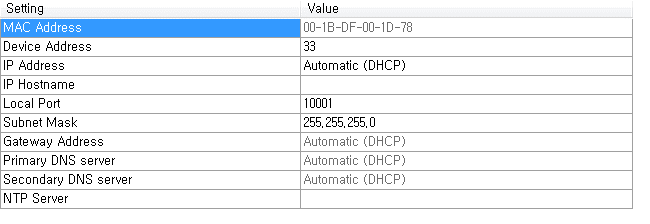 Setting Value
MAC Address 00-1B-DF-00-1D-78
Device Address 33
IP Address Automatic (DHCP)
IP Hostname
Local Port 10001
Subnet Mask 255,255,255,0
Gateway Address Automatic (DHCP)
Primary DNS server Automatic (DHCP)
Secondary DNS server Automatic (DHCP)
NTP Server